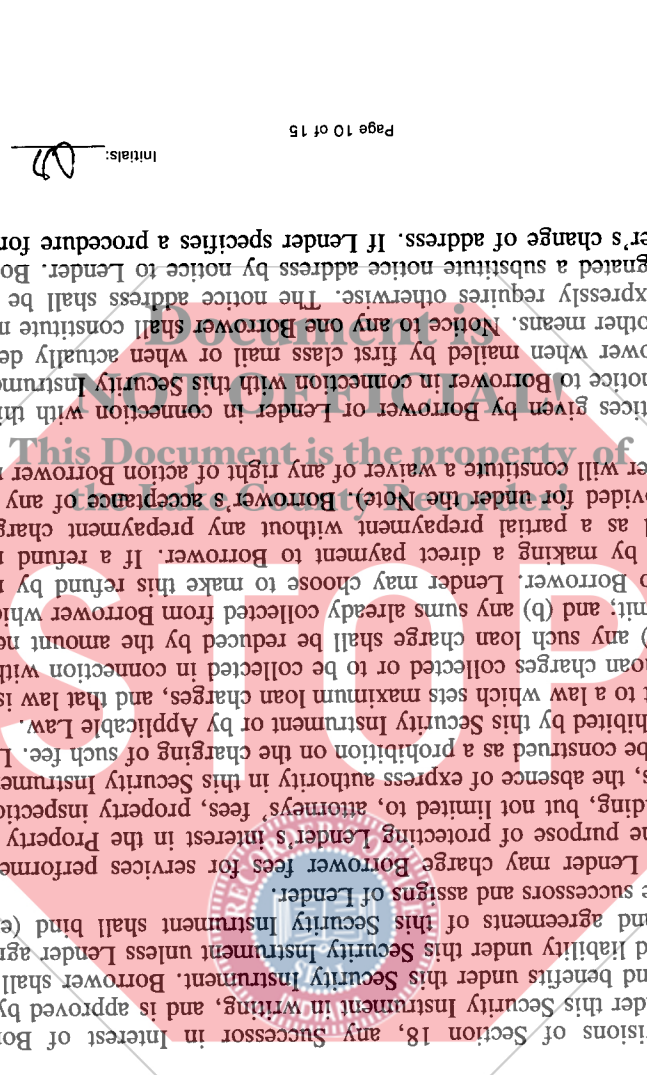 visions of Section 18, any Successor in Interest of Bo
der this Security Instrument in writing, and is approved by
nd benefits under this Security Instrument. Borrower shall
d liability under this Security Instrument unless Lender agr
and agreements of this Security Instrument shall bind (e
e successors and assigns of Lender.
Lender may charge Borrower fees for services performe
he purpose of protecting Lender's interest in the Property
ding, but not limited to, attorneys' fees, property inspectio
s, the absence of express authority in this Security Instrume
be construed as a prohibition on the charging of such fee. L
hibited by this Security Instrument or by Applicable Law.
t to a law which sets maximum loan charges, and that law is
oan charges collected or to be collected in connection with
) any such loan charge shall be reduced by the amount ne
mit; and (b) any sums already collected from Borrower whic
o Borrower. Lender may choose to make this refund by r
by making a direct payment to Borrower. If a refund r
d as a partial prepayment without any prepayment charg
vided for under the Note). Borrower's acceptance of any
er will constitute a waiver of any right of action Borrower
tices given by Borrower or Lender in connection with thi
notice to Borrower in connection with this Security Instrum
ower when mailed by first class mail or when actually de
other means. Notice to any one Borrower shall constitute n
xpressly requires otherwise. The notice address shall be
gnated a substitute notice address by notice to Lender. Bo
er's change of address. If Lender specifies a procedure for
Initials:
Page 10 of 15
Document is
NOT OFFICIAL!
This Document is the property of
the Lake County Recorder!
STOP